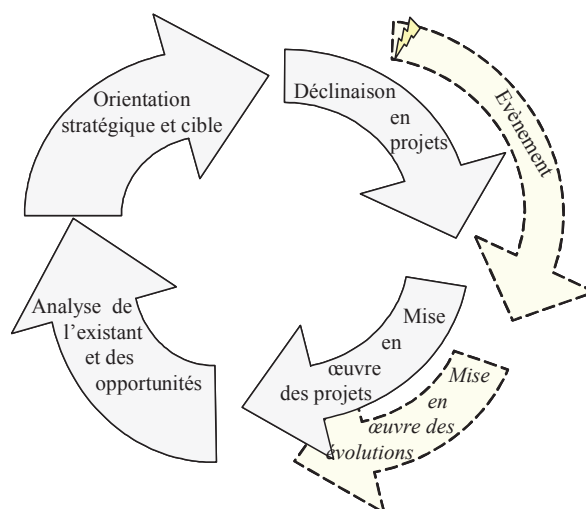 Orientation
stratégique et cible
Déclinaison
en
projets
Evènement
Mise
en
œuvre
des projets
Mise
en
œuvre des
évolutions
Analyse de
l’existant
et des
opportunités